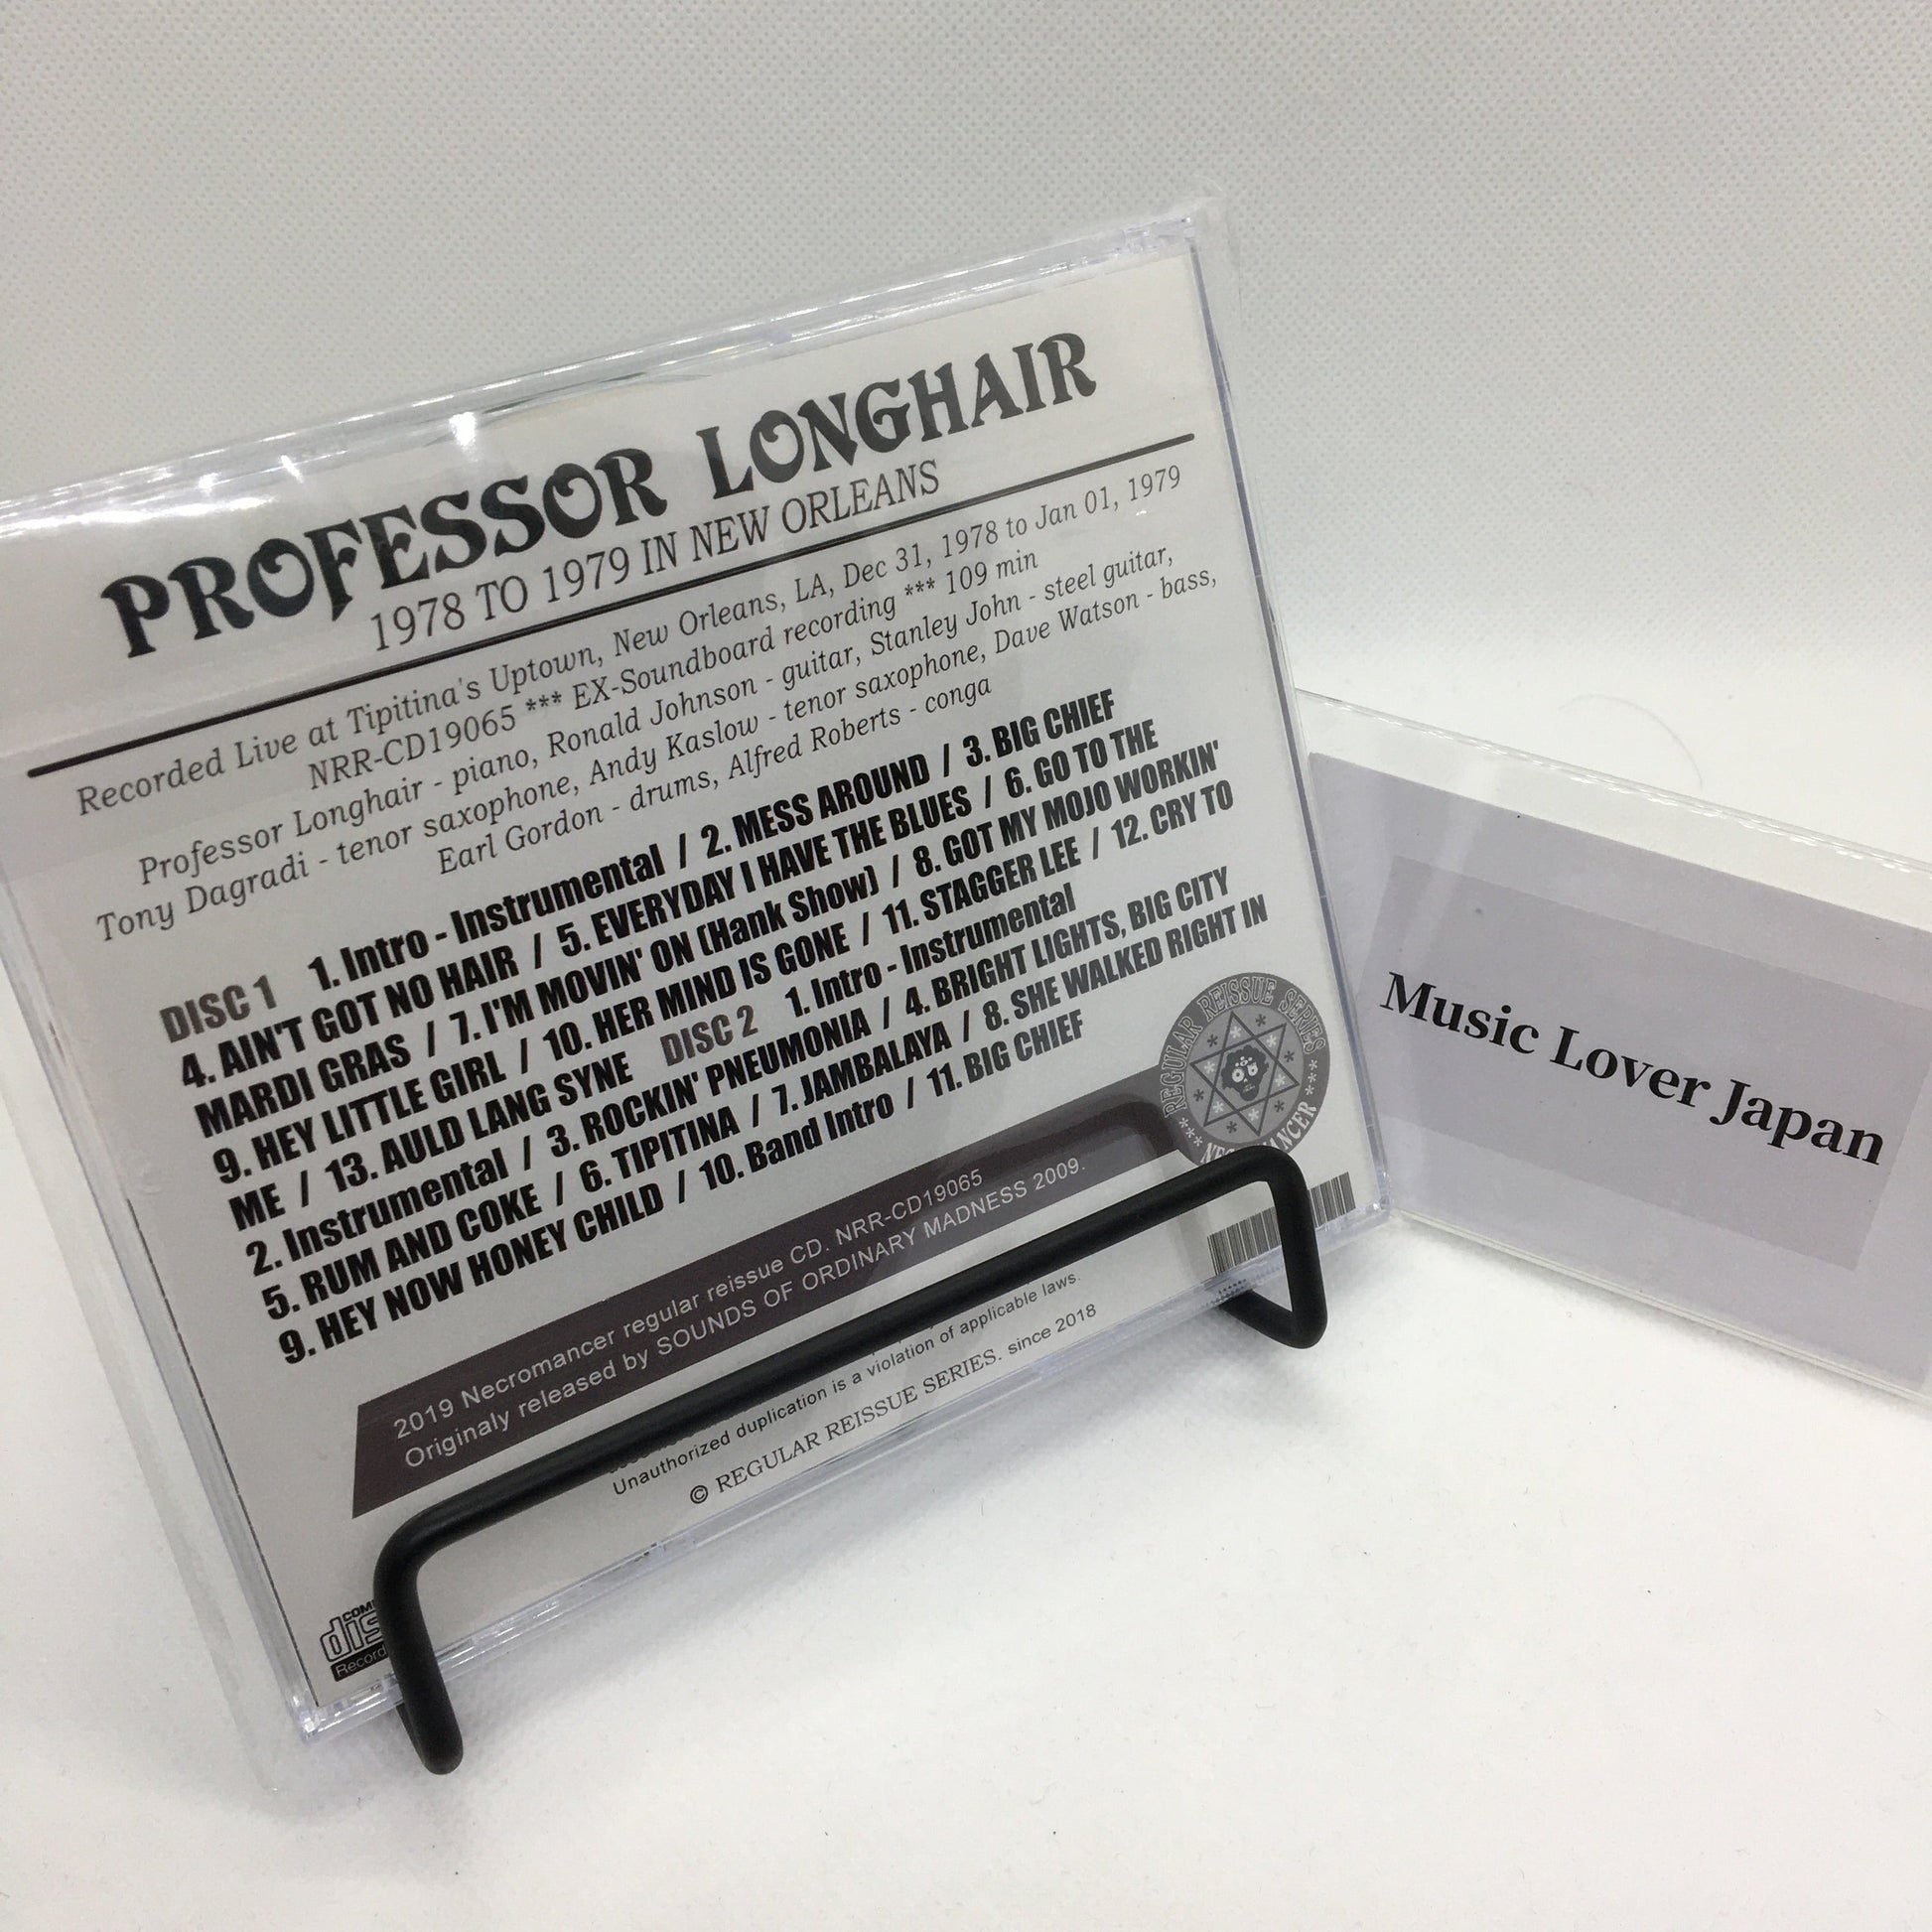 PROFESSOR LONGHAIR
1978 TO 1979 IN NEW ORLEANS
Recorded Live at Tipitina's Uptown, New Orleans, LA, Dec 31, 1978 to Jan 01, 1979
NRR-CD19065 *** EX-Soundboard recording *** 109 min
Professor Longhair - piano, Ronald Johnson - guitar, Stanley John - steel guitar,
Tony Dagradi - tenor saxophone, Andy Kaslow - tenor saxophone, Dave Watson - bass,
Earl Gordon - drums, Alfred Roberts - conga
DISC 1 1. Intro - Instrumental / 2. MESS AROUND / 3. BIG CHIEF
4. AIN'T GOT NO HAIR / 5. EVERYDAY I HAVE THE BLUES / 6. GO TO THE
MARDI GRAS / 7. I'M MOVIN' ON (Hank Show) / 8. GOT MY MOJO WORKIN'
9. HEY LITTLE GIRL / 10. HER MIND IS GONE / 11. STAGGER LEE / 12. CRY TO
ME / 13. AULD LANG SYNE DISC 2 1. Intro - Instrumental
2. Instrumental / 3. ROCKIN' PNEUMONIA / 4. BRIGHT LIGHTS, BIG CITY
5. RUM AND COKE / 6. TIPITINA / 7. JAMBALAYA / 8. SHE WALKED RIGHT IN
9. HEY NOW HONEY CHILD / 10. Band Intro / 11. BIG CHIEF
REGULAR REISSUE SERIES
2019 Necromancer regular reissue CD. NRR-CD19065
Originaly released by SOUNDS OF ORDINARY MADNESS 2009.
Unauthorized duplication is a violation of applicable laws.
© REGULAR REISSUE SERIES. since 2018
Music Lover Japan